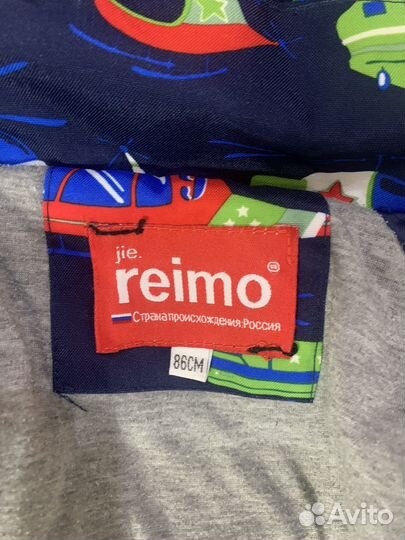 jie.
reimo®
Страна происхождения:Россия
86CM
Avito